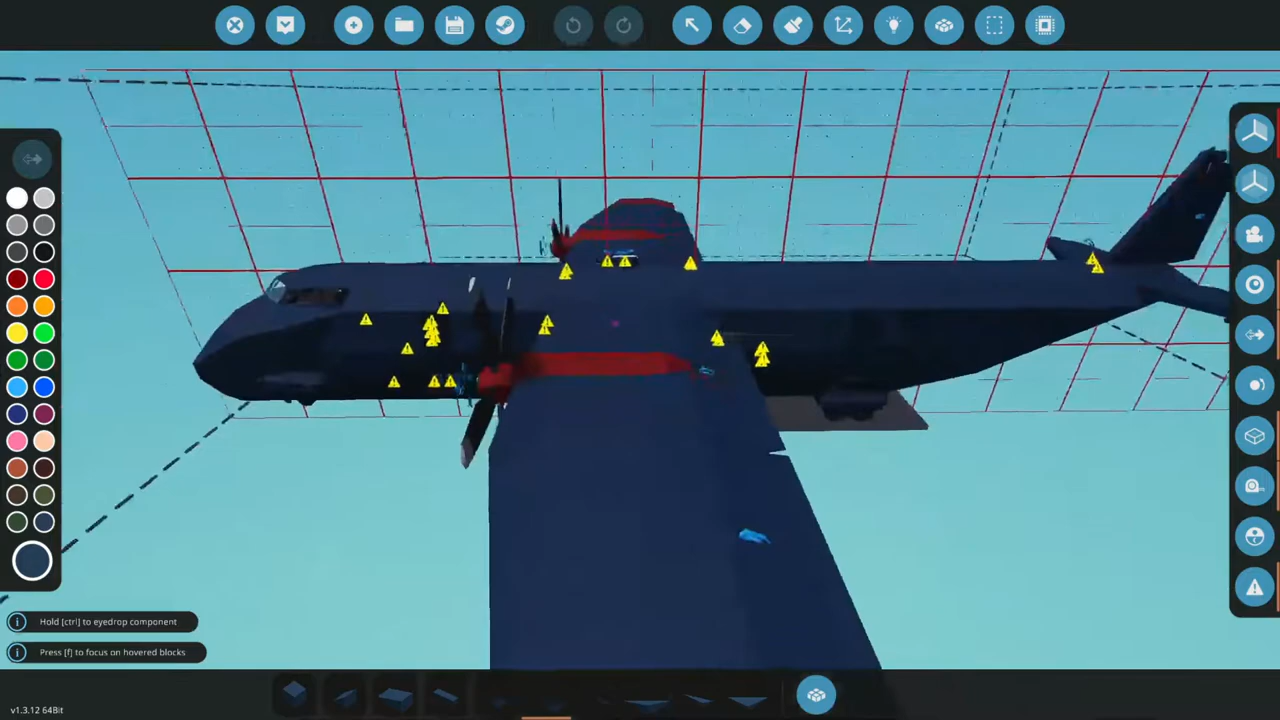 Hold [ctrl] to eyedrop component
Press [f] to focus on hovered blocks
v1.3.12 64Bit